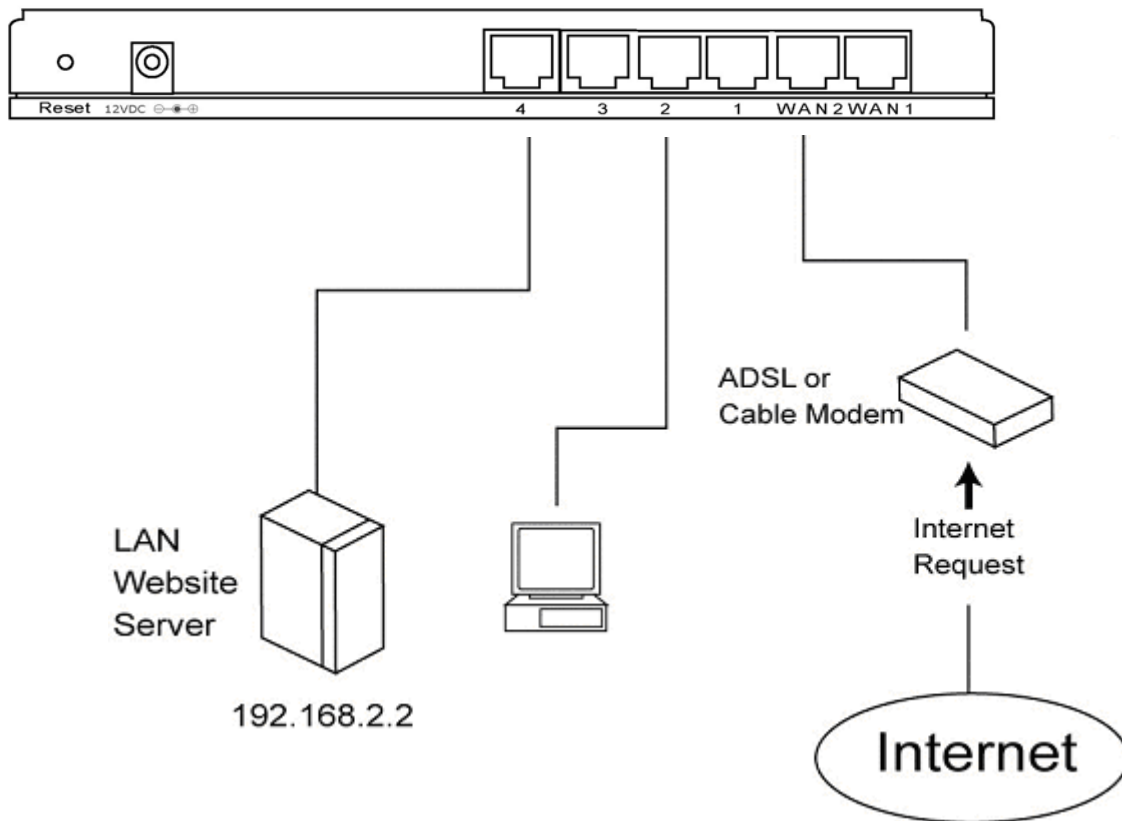 Reset 12VDC 4 3 2 1 WAN 2 WAN 1
ADSL or
Cable Modem
Internet
Request
LAN
Website
Server
192.168.2.2
Internet